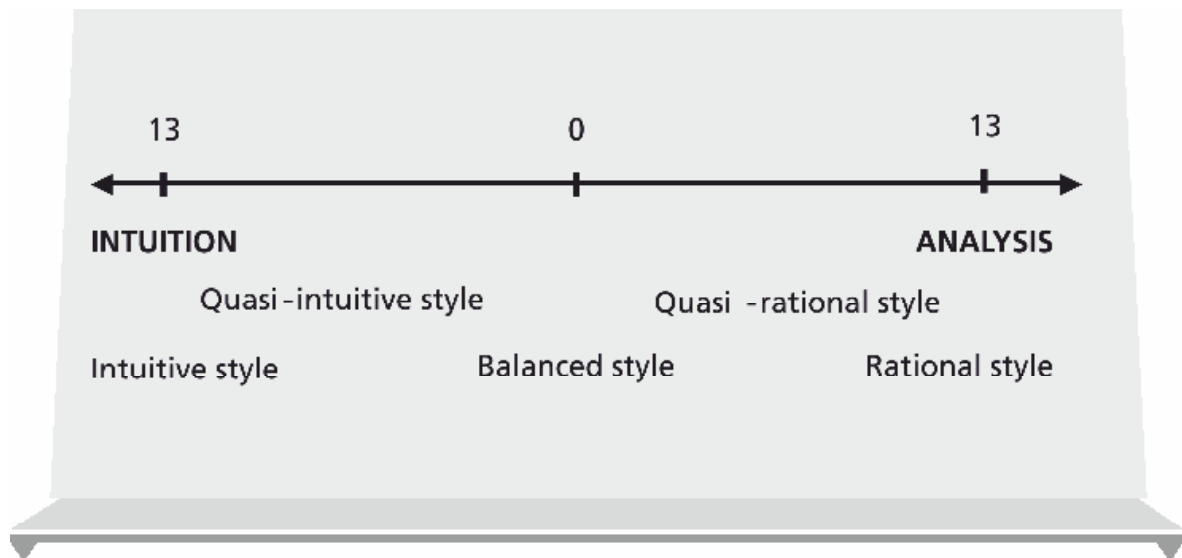 13 0 13
INTUITION ANALYSIS
Quasi-intuitive style Quasi -rational style
Intuitive style Balanced style Rational style